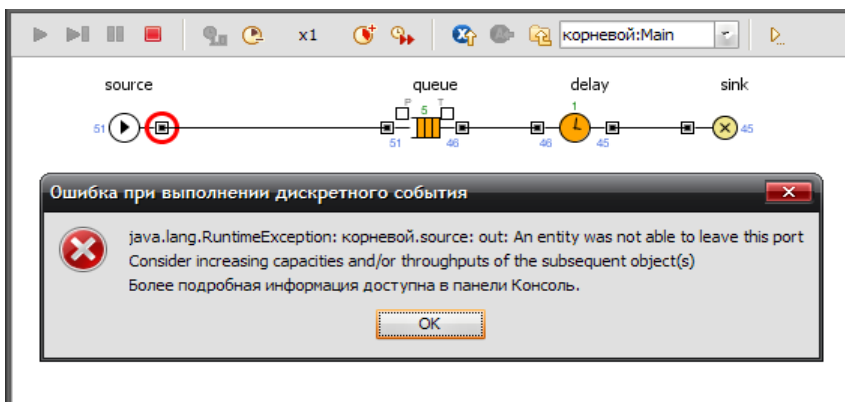 x1 корневой:Main
source queue delay sink
P 5 T 1
51 51 46 46 45 45
Ошибка при выполнении дискретного события
java.lang.RuntimeException: корневой.source: out: An entity was not able to leave this port
Consider increasing capacities and/or throughputs of the subsequent object(s)
Более подробная информация доступна в панели Консоль.
OK